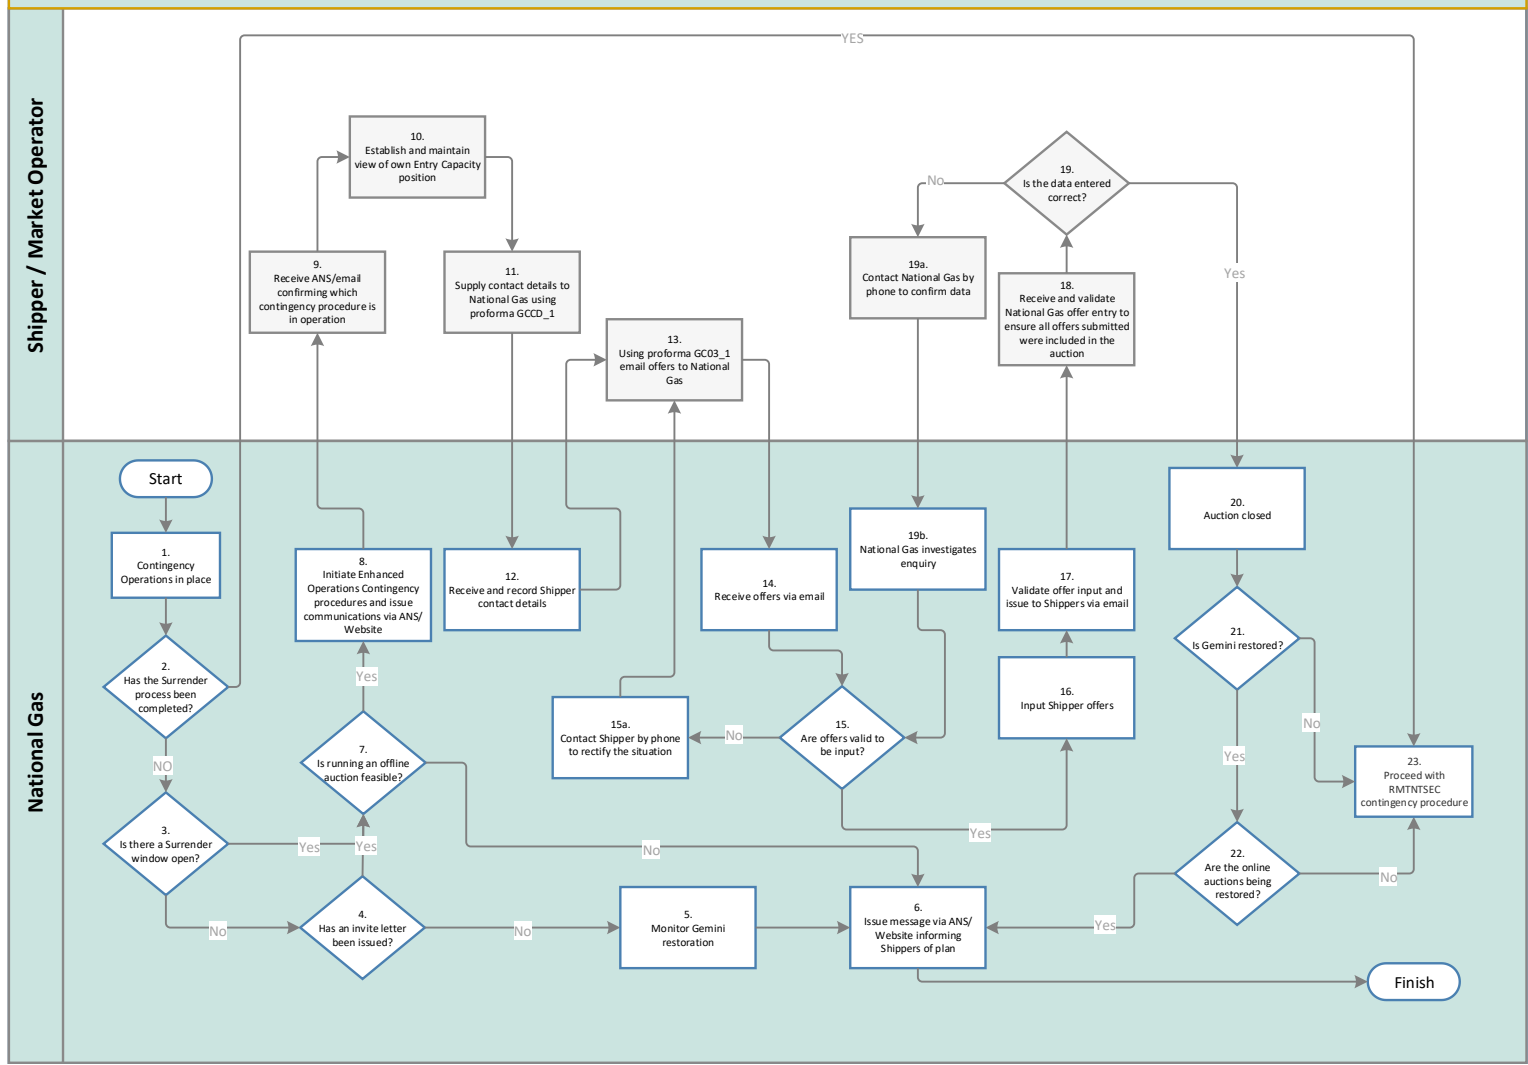 Shipper / Market Operator
YES
10.
Establish and maintain
view of own Entry Capacity
position
9.
Receive ANS/email
confirming which
contingency procedure is
in operation
11.
Supply contact details to
National Gas using
proforma GCCD_1
13.
Using proforma GC03_1
email offers to National
Gas
No
19.
Is the data entered
correct?
19a.
Contact National Gas by
phone to confirm data
18.
Receive and validate
National Gas offer entry to
ensure all offers submitted
were included in the
auction
Yes
National Gas
Start
1.
Contingency
Operations in place
2.
Has the Surrender
process been
completed?
NO
3.
Is there a Surrender
window open?
Yes
No
4.
Has an invite letter
been issued?
Yes
No
7.
Is running an offline
auction feasible?
Yes
No
8.
Initiate Enhanced
Operations Contingency
procedures and issue
communications via ANS/
Website
12.
Receive and record Shipper
contact details
14.
Receive offers via email
15.
Are offers valid to
be input?
No
Yes
15a.
Contact Shipper by phone
to rectify the situation
19b.
National Gas investigates
enquiry
17.
Validate offer input and
issue to Shippers via email
16.
Input Shipper offers
5.
Monitor Gemini
restoration
6.
Issue message via ANS/
Website informing
Shippers of plan
20.
Auction closed
21.
Is Gemini restored?
No
Yes
22.
Are the online
auctions being
restored?
Yes
No
23.
Proceed with
RMTNTSEC
contingency procedure
Finish